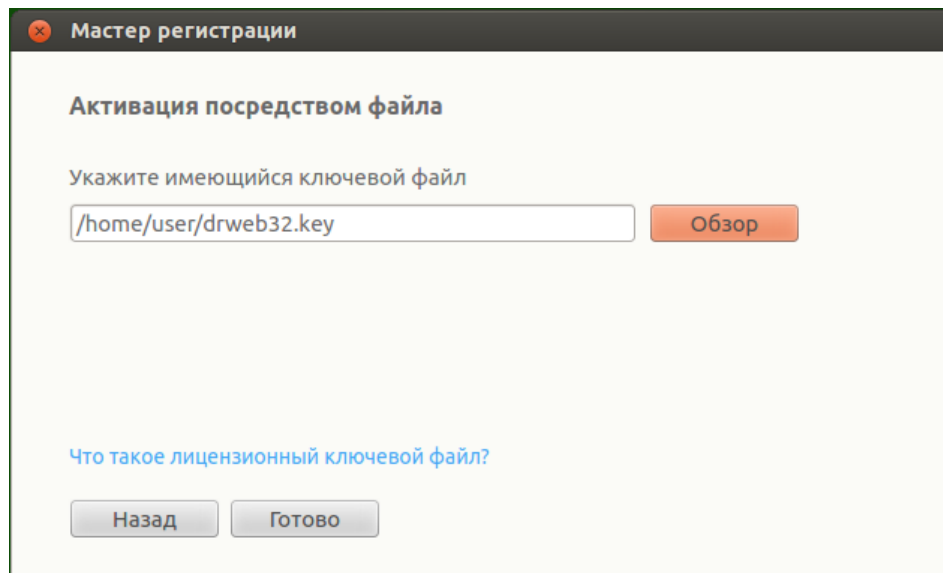 Мастер регистрации
Активация посредством файла
Укажите имеющийся ключевой файл
/home/user/drweb32.key Обзор
Что такое лицензионный ключевой файл?
Назад Готово